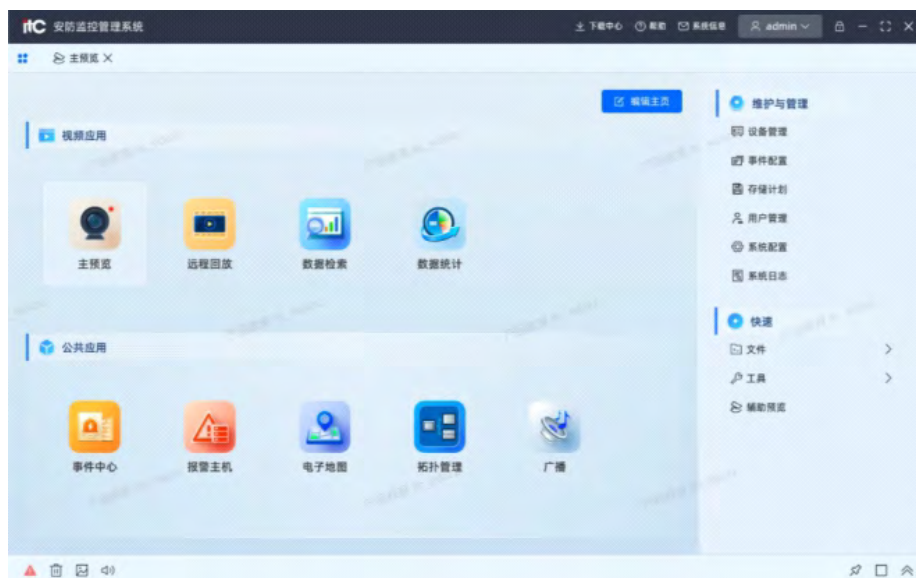 itC 安防监控管理系统
下载中心 帮助 系统信息 admin
主预览
编辑主页
视频应用
主预览 远程回放 数据检索 数据统计
公共应用
事件中心 报警主机 电子地图 拓扑管理 广播
维护与管理
设备管理
事件配置
存储计划
用户管理
系统配置
系统日志
快速
文件
工具
辅助预览